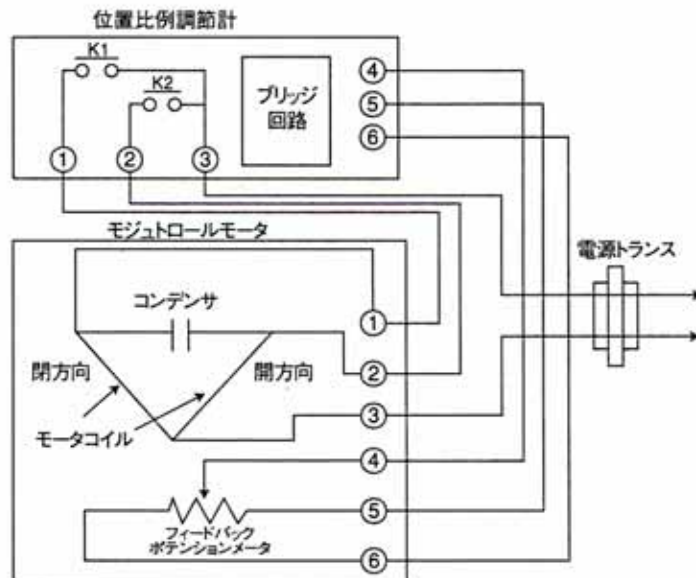 位置比例調節計
K1
K2
ブリッジ
回路
④
⑤
⑥
① ② ③
モジュトロールモータ
電源トランス
コンデンサ
①
閉方向
開方向
②
③
モータコイル
④
⑤
フィードバック
ポテンションメータ
⑥